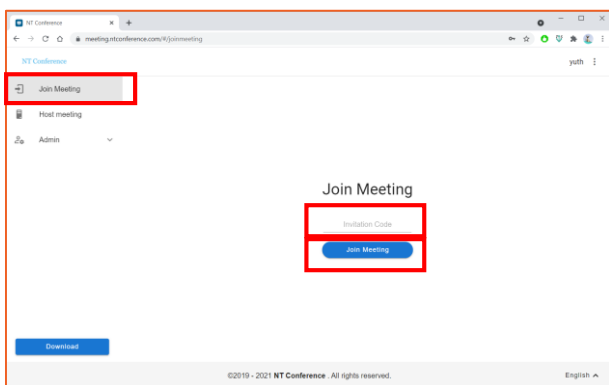 NT Conference
meeting.ntconference.com/#/joinmeeting
NT Conference
yuth
Join Meeting
Host meeting
Admin
Join Meeting
Invitation Code
Join Meeting
Download
©2019 - 2021 NT Conference . All rights reserved.
English